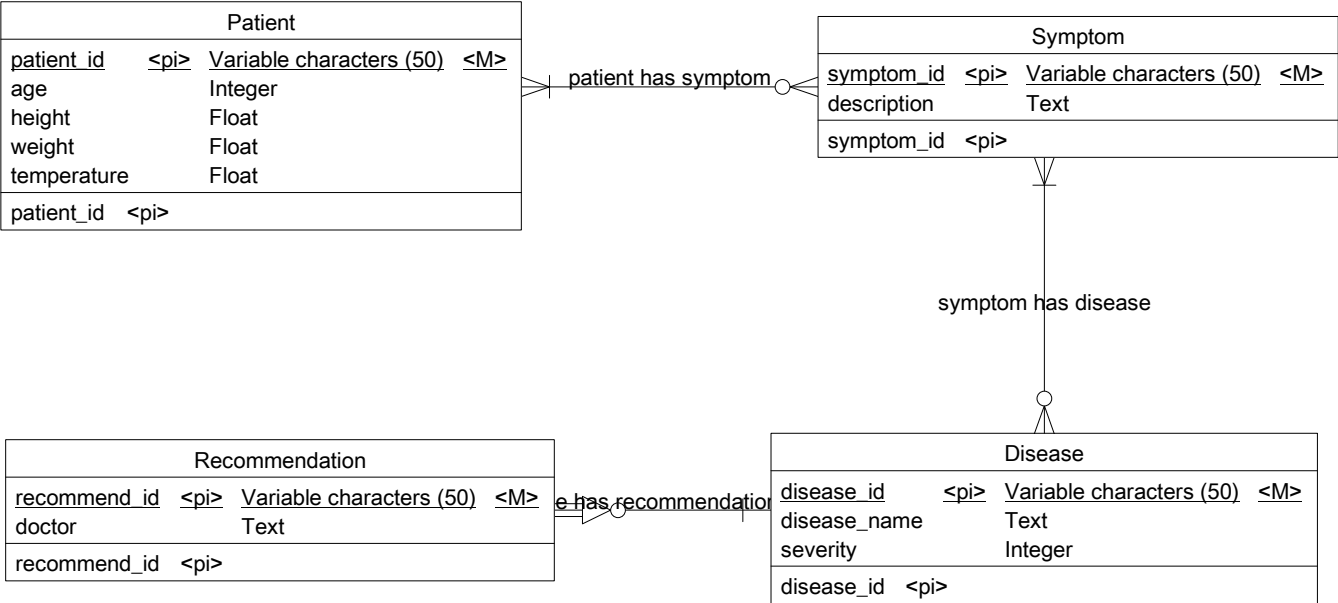 Patient
patient_id <pi> Variable characters (50) <M>
age Integer
height Float
weight Float
temperature Float
patient_id <pi>
patient has symptom
Symptom
symptom_id <pi> Variable characters (50) <M>
description Text
symptom_id <pi>
symptom has disease
Recommendation
recommend_id <pi> Variable characters (50) <M>
doctor Text
recommend_id <pi>
e has recommendation
Disease
disease_id <pi> Variable characters (50) <M>
disease_name Text
severity Integer
disease_id <pi>